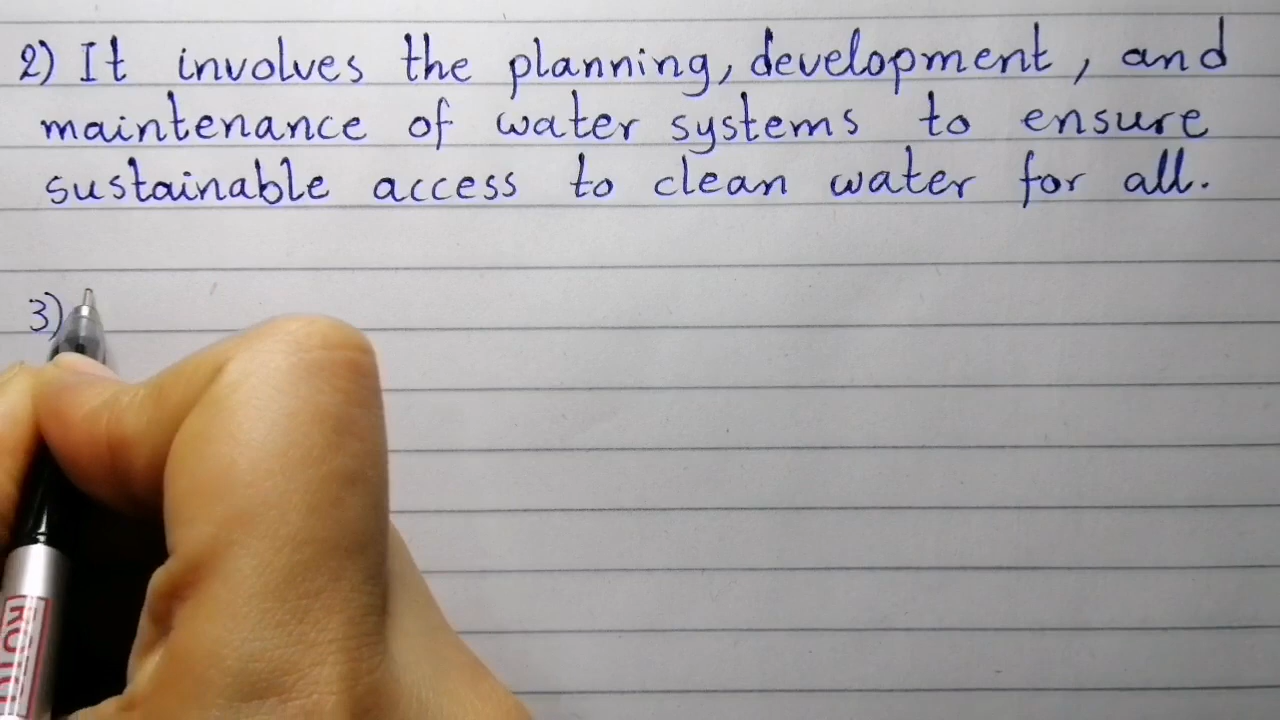 2) It involves the planning, development, and
maintenance of water systems to ensure
sustainable access to clean water for all.
3)